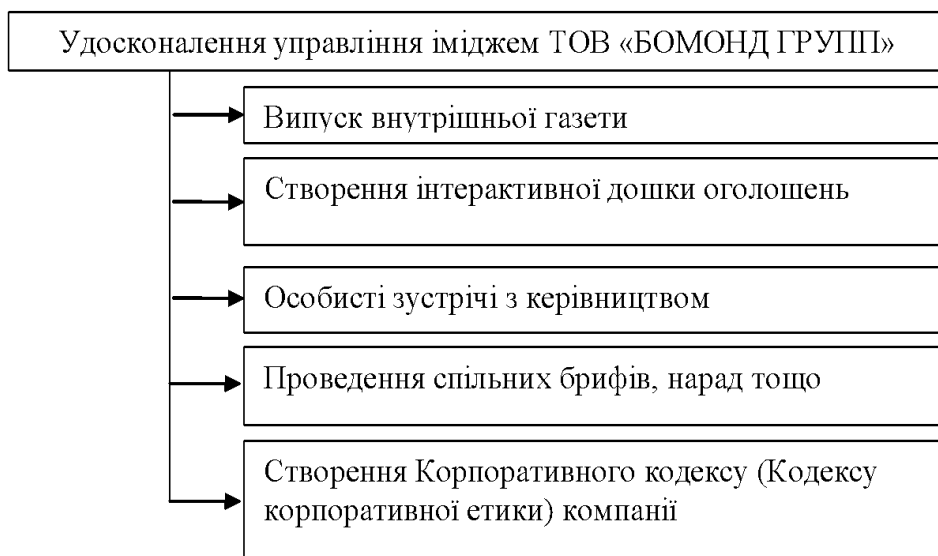 Удосконалення управління іміджем ТОВ «БОМОНД ГРУПП»
Випуск внутрішньої газети
Створення інтерактивної дошки оголошень
Особисті зустрічі з керівництвом
Проведення спільних брифів, нарад тощо
Створення Корпоративного кодексу (Кодексу
корпоративної етики) компанії